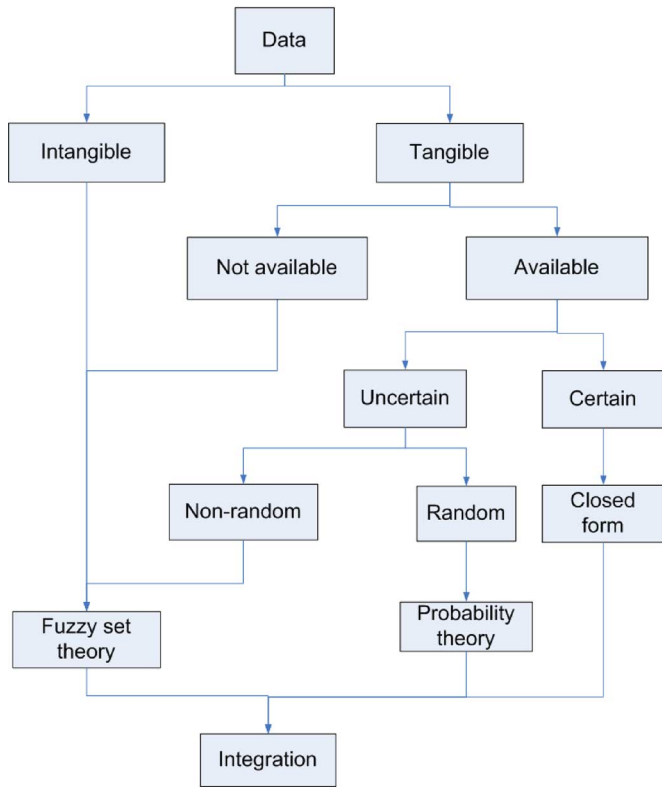 Data
Intangible
Tangible
Not available
Available
Uncertain
Certain
Non-random
Random
Closed
form
Fuzzy set
theory
Probability
theory
Integration